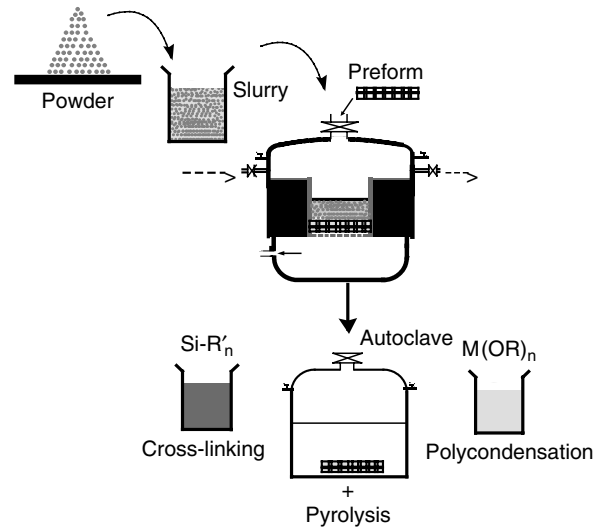 Preform
Slurry
Powder
Autoclave
Si-R′n
M(OR)n
Cross-linking
Polycondensation
+
Pyrolysis